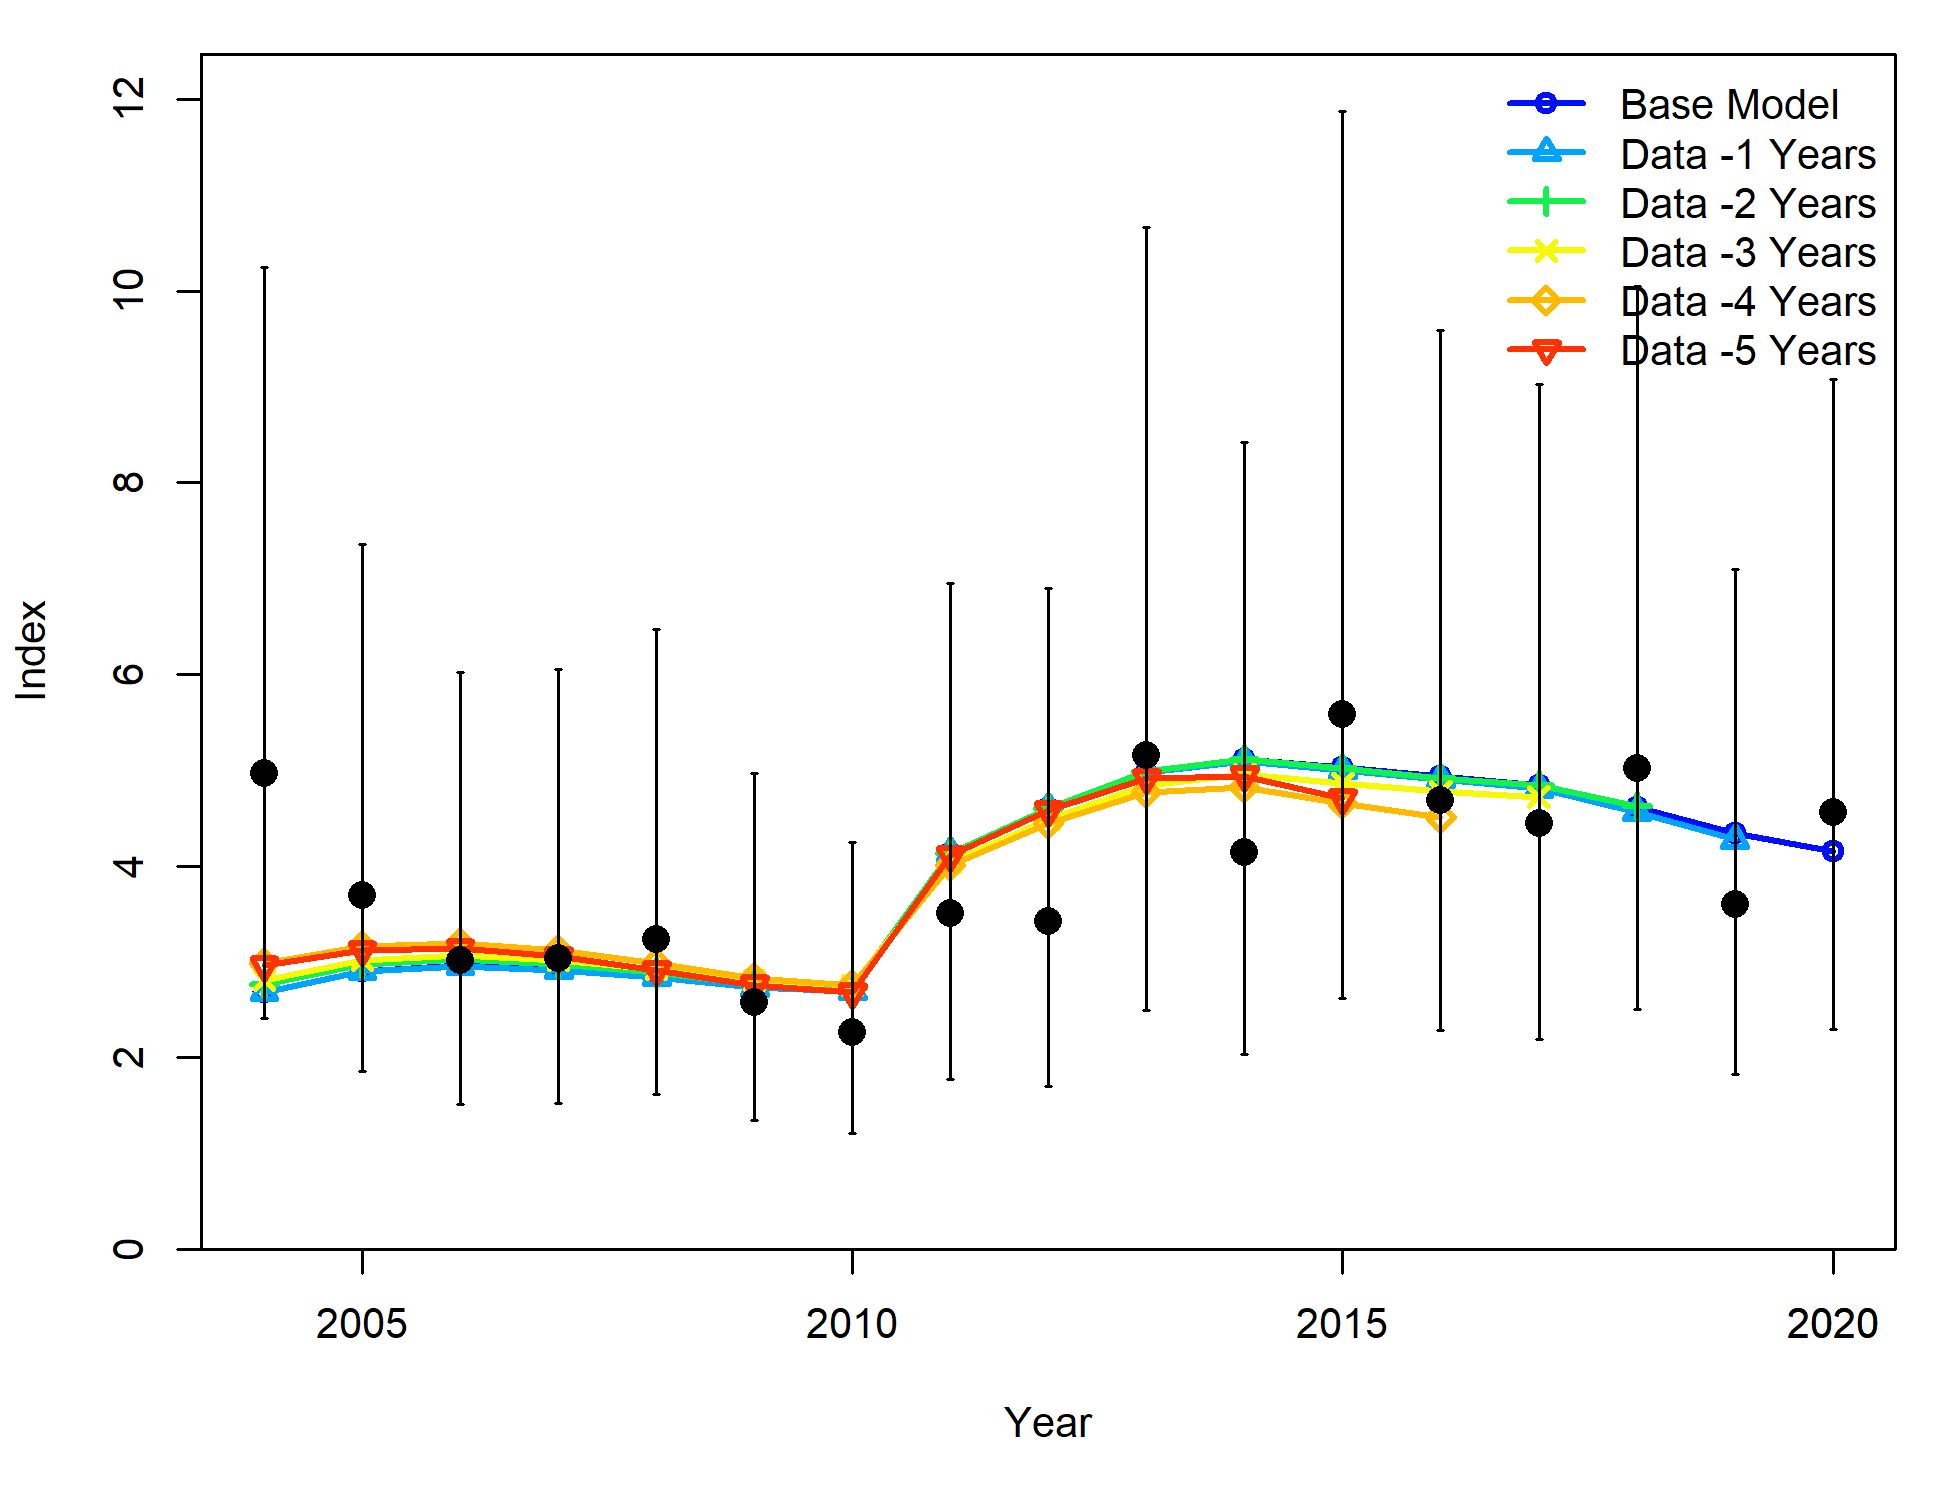 12
10
8
6
4
2
0
Index
Base Model
Data -1 Years
Data -2 Years
Data -3 Years
Data -4 Years
Data -5 Years
2005 2010 2015 2020
Year